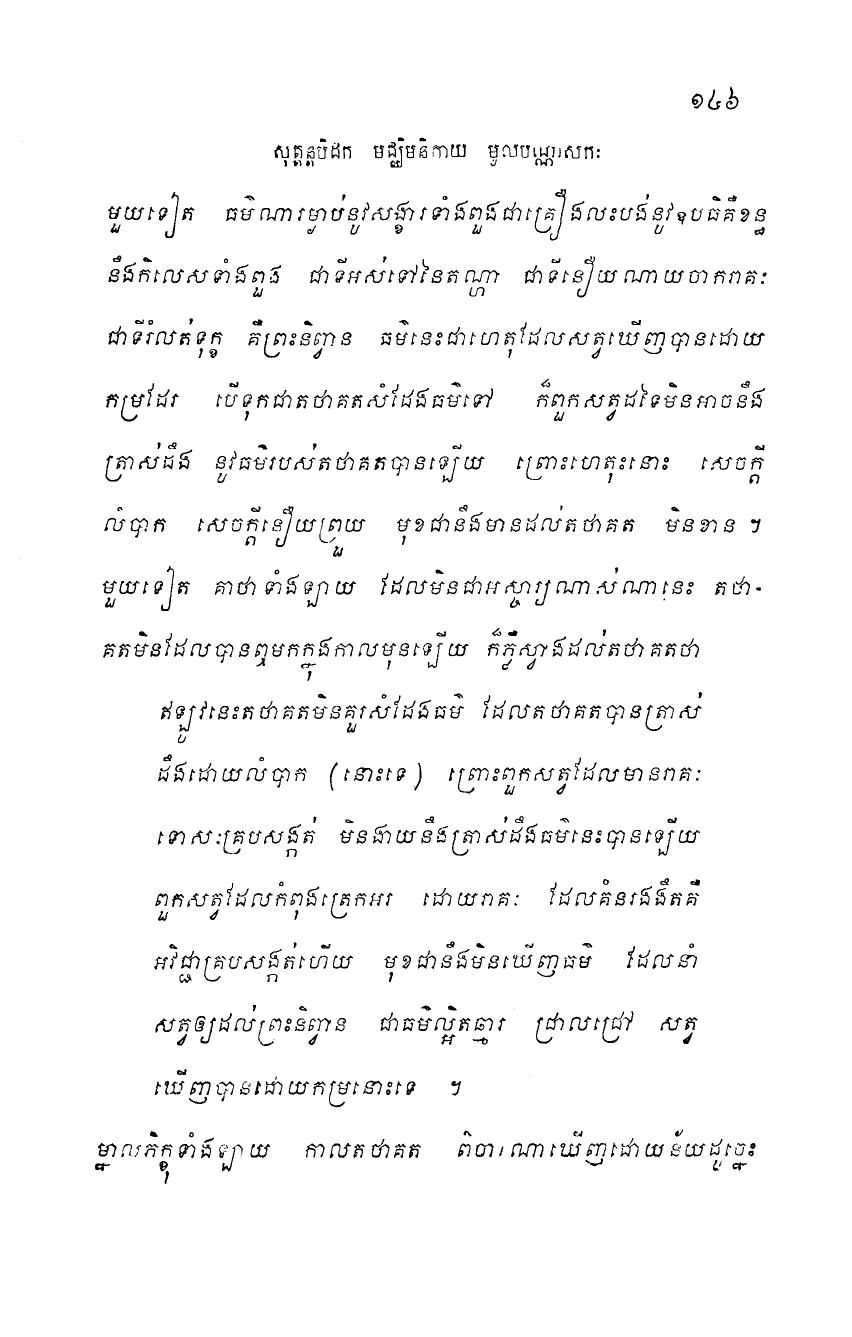 ១៤៦
សុត្តន្តបិដក មជ្ឈិមនិកាយ មូលបណ្ណាសកៈ
មួយទៀត ធម៌ណារម្ងាប់នូវសង្ខារទាំងពួងជាគ្រឿងលះបង់នូវឧបធិគឺខន្ធ
នឹងកិលេសទាំងពួង ជាទីអស់ទៅនៃតណ្ហា ជាទីនឿយណាយចាករាគៈ
ជាទីរំលត់ទុក្ខ គឺព្រះនិព្វាន ធម៌នេះជាហេតុដែលសត្វឃើញបានដោយ
កម្រដែរ បើទុកជាតថាគតសំដែងធម៌ទៅ ក៏ពួកសត្វដទៃមិនអាចនឹង
ត្រាស់ដឹង នូវធម៌របស់តថាគតបានឡើយ ព្រោះហេតុះនោះ សេចក្តី
លំបាក សេចក្តីនឿយព្រួយ មុខជានឹងមានដល់តថាគត មិនខាន ។
មួយទៀត គាថាទាំងឡាយ ដែលមិនជាអស្ចារ្យណាស់ណានេះ តថា-
គតមិនដែលបានឮមកក្នុងកាលមុនឡើយ ក៏ភ្លឺស្វាងដល់តថាគតថា
ឥឡូវនេះតថាគតមិនគួរសំដែងធម៌ ដែលតថាគតបានត្រាស់
ដឹងដោយលំបាក (នោះទេ) ព្រោះពួកសត្វដែលមានរាគៈ
ទោសៈគ្របសង្កត់ មិនងាយនឹងត្រាស់ដឹងធម៌នេះបានឡើយ
ពួកសត្វដែលកំពុងត្រេកអរ ដោយរាគៈ ដែលគំនរងងឹតគឺ
អវិជ្ជាគ្របសង្កត់ហើយ មុខជានឹងមិនឃើញធម៌ ដែលនាំ
សត្វឲ្យដល់ព្រះនិព្វាន ជាធម៌ល្អិតឆ្មារ ជ្រាលជ្រៅ សត្វ
ឃើញបានដោយកម្រនោះទេ ។
ម្នាលភិក្ខុទាំងឡាយ កាលតថាគត ពិចារណាឃើញដោយន័យដូច្នេះ